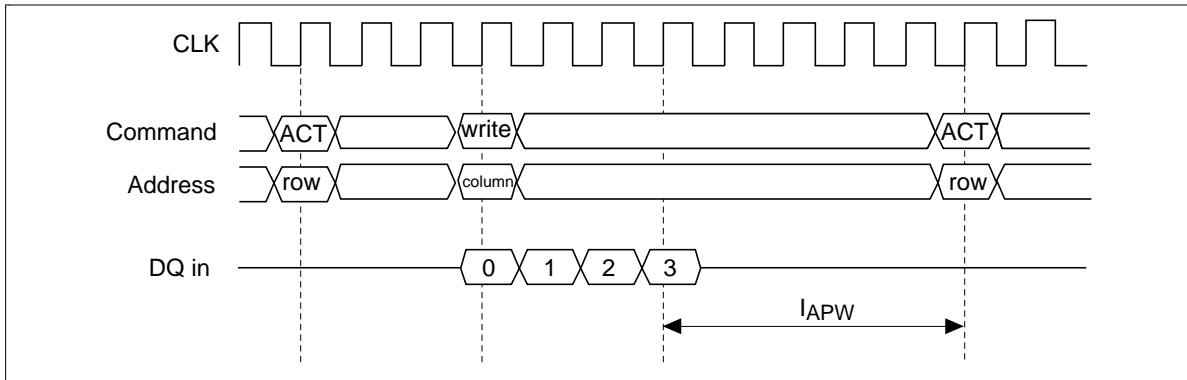 CLK
Command ACT write ACT
Address row column row
DQ in 0 1 2 3
IAPW